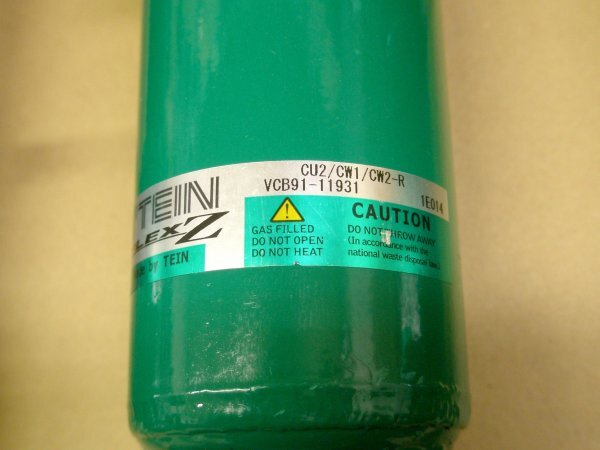 CU2/CW1/CW2-R
VCB91-11931
1E014
TEIN
LEX Z
by TEIN
GAS FILLED
DO NOT OPEN
DO NOT HEAT
CAUTION
DO NOT THROW AWAY
(In accordance with the
national waste disposal law.)